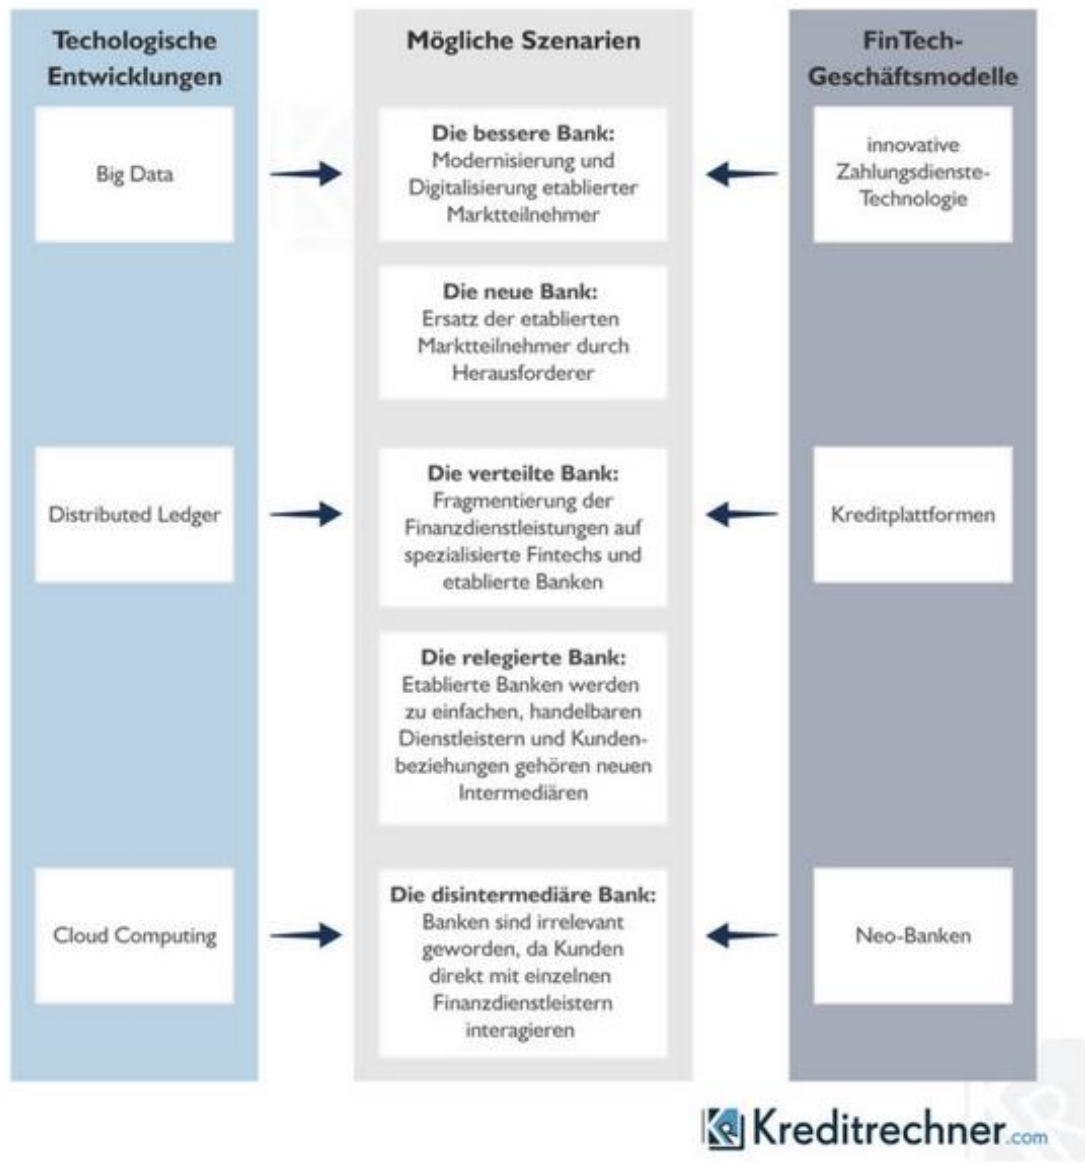 Techologische
Entwicklungen
Big Data
Distributed Ledger
Cloud Computing
Mögliche Szenarien
Die bessere Bank:
Modernisierung und
Digitalisierung etablierter
Marktteilnehmer
Die neue Bank:
Ersatz der etablierten
Marktteilnehmer durch
Herausforderer
Die verteilte Bank:
Fragmentierung der
Finanzdienstleistungen auf
spezialisierte Fintechs und
etablierte Banken
Die relegierte Bank:
Etablierte Banken werden
zu einfachen, handelbaren
Dienstleistern und Kunden-
beziehungen gehören neuen
Intermediären
Die disintermediäre Bank:
Banken sind irrelevant
geworden, da Kunden
direkt mit einzelnen
Finanzdienstleistern
interagieren
FinTech-
Geschäftsmodelle
innovative
Zahlungsdienste-
Technologie
Kreditplattformen
Neo-Banken
KR Kreditrechner.com